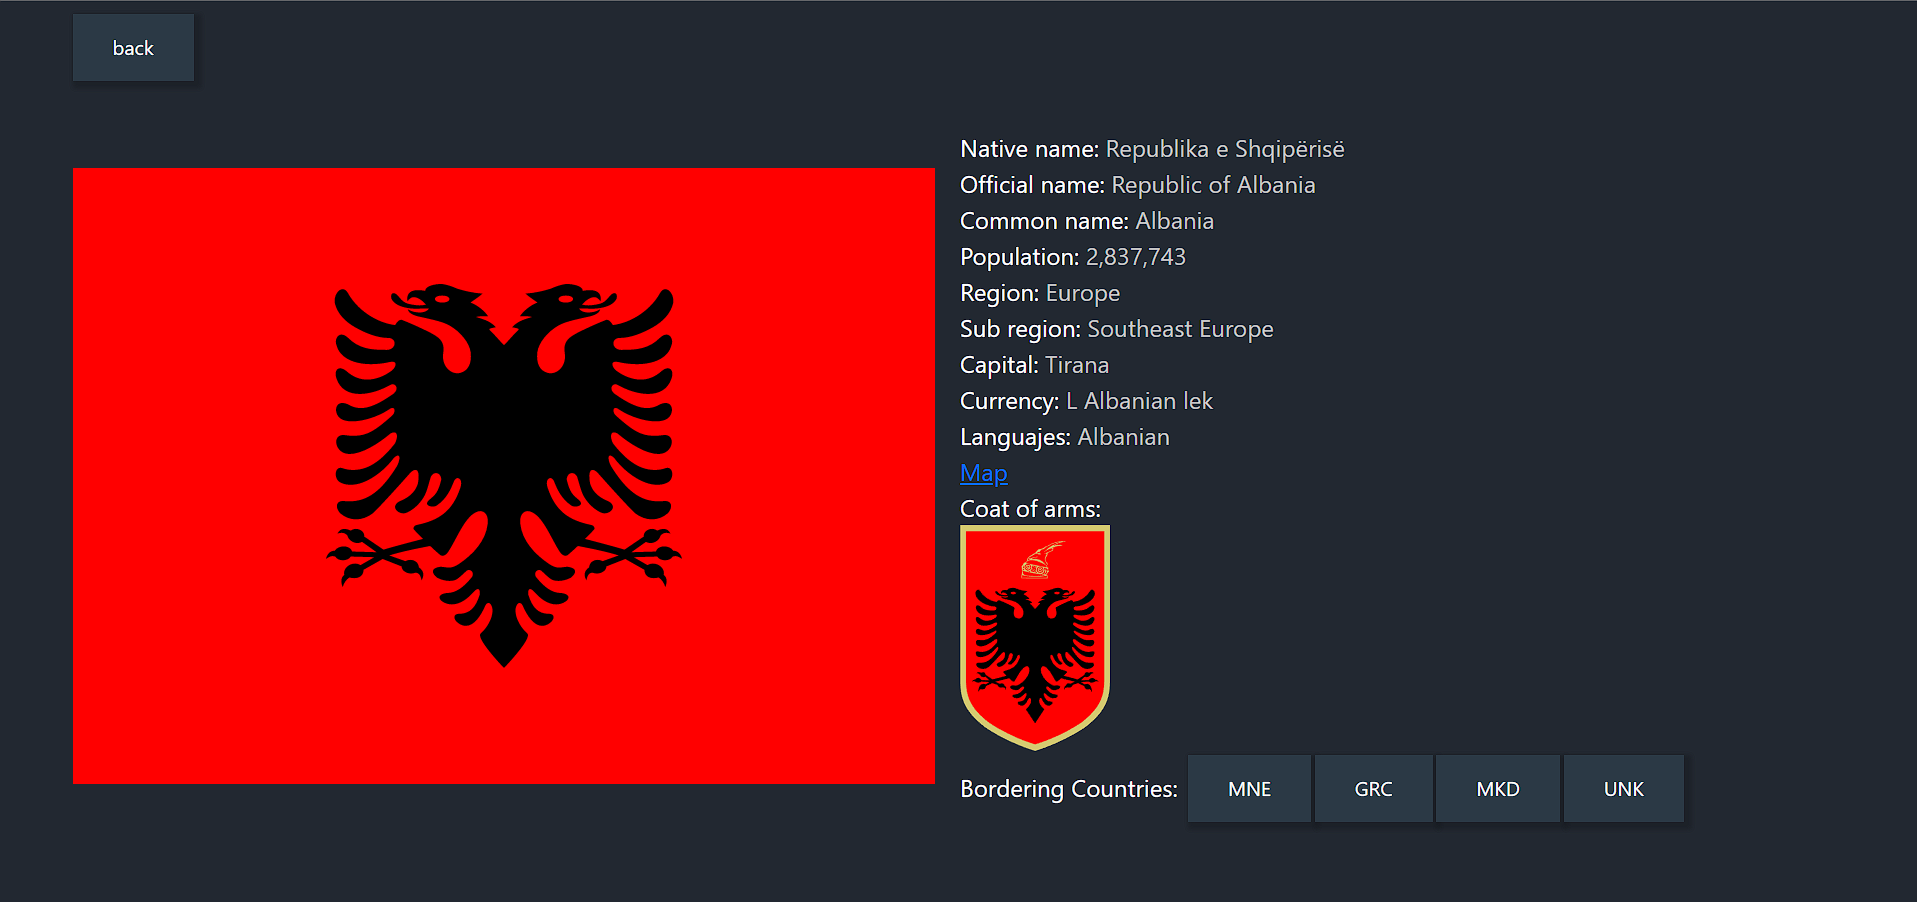 back
Native name: Republika e Shqipërisë
Official name: Republic of Albania
Common name: Albania
Population: 2,837,743
Region: Europe
Sub region: Southeast Europe
Capital: Tirana
Currency: L Albanian lek
Languajes: Albanian
Map
Coat of arms:
Bordering Countries: MNE GRC MKD UNK